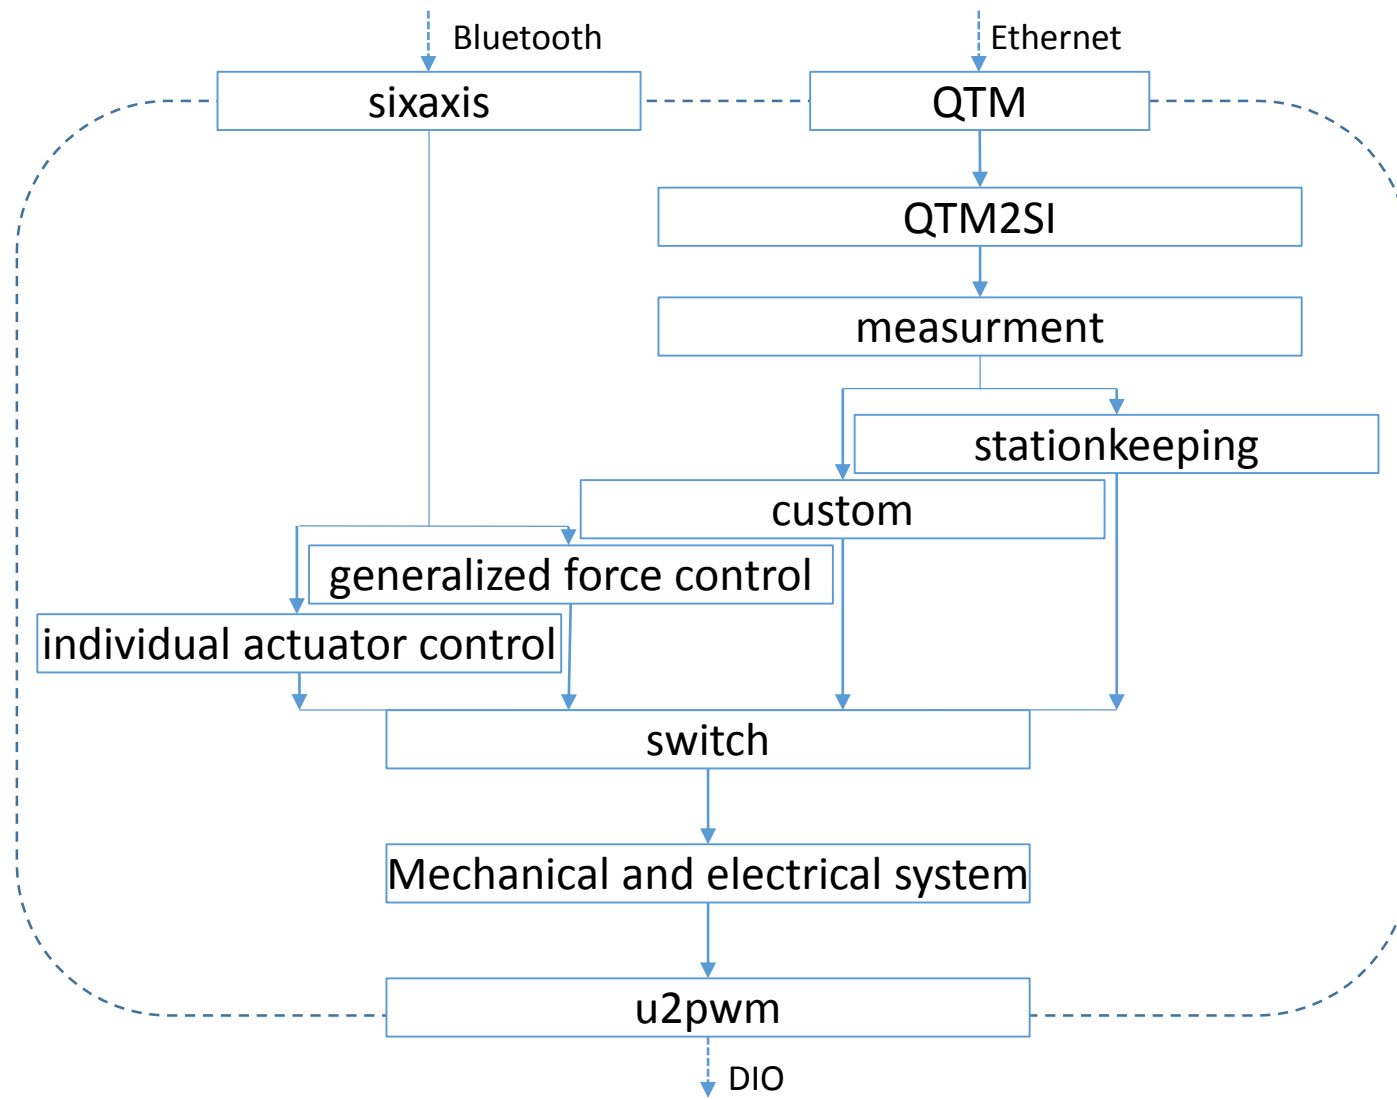 Bluetooth
Ethernet
sixaxis
QTM
QTM2SI
measurment
stationkeeping
custom
generalized force control
individual actuator control
switch
Mechanical and electrical system
u2pwm
DIO